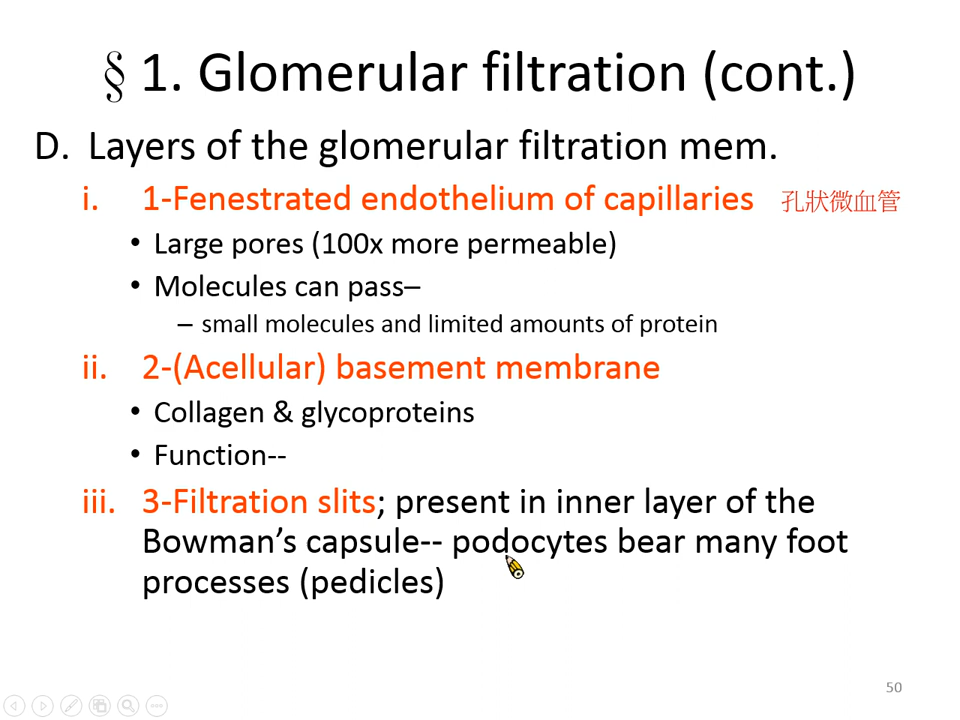 § 1. Glomerular filtration (cont.)
D. Layers of the glomerular filtration mem.
i. 1-Fenestrated endothelium of capillaries 孔狀微血管
• Large pores (100x more permeable)
• Molecules can pass–
– small molecules and limited amounts of protein
ii. 2-(Acellular) basement membrane
• Collagen & glycoproteins
• Function--
iii. 3-Filtration slits; present in inner layer of the
Bowman's capsule-- podocytes bear many foot
processes (pedicles)
50